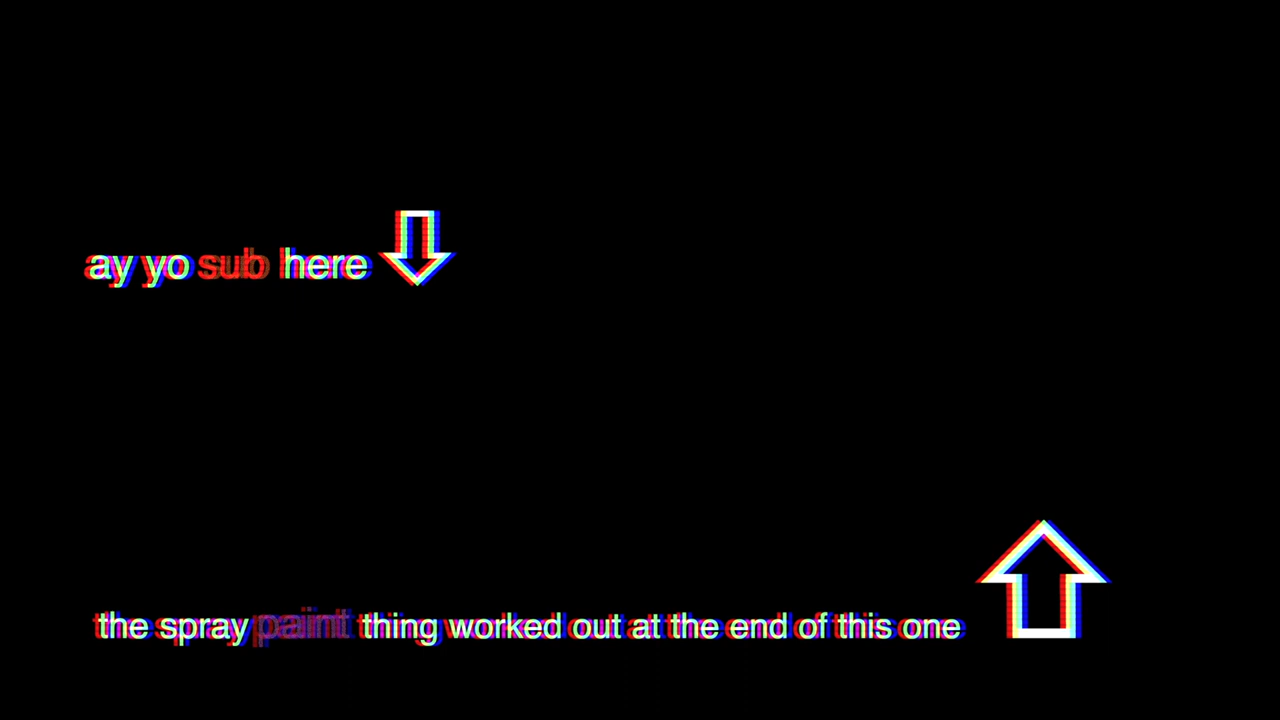 ay yo sub here
the spray paint thing worked out at the end of this one